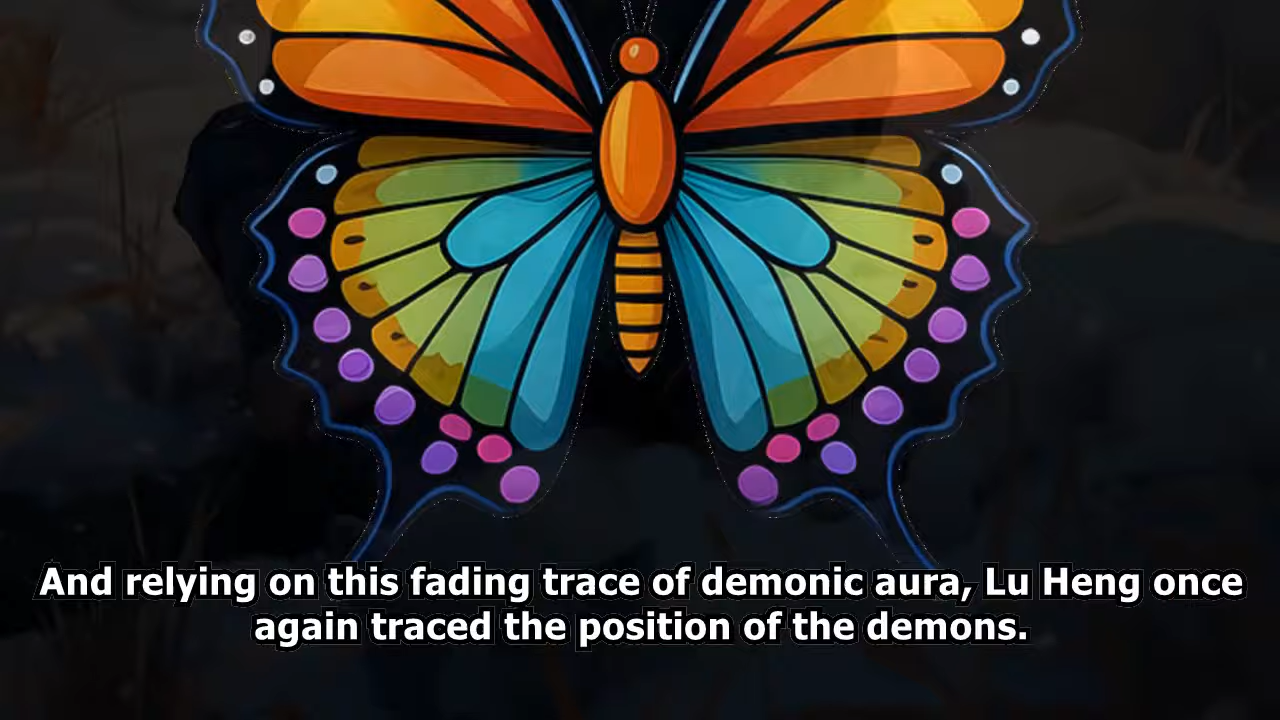 And relying on this fading trace of demonic aura, Lu Heng once
again traced the position of the demons.